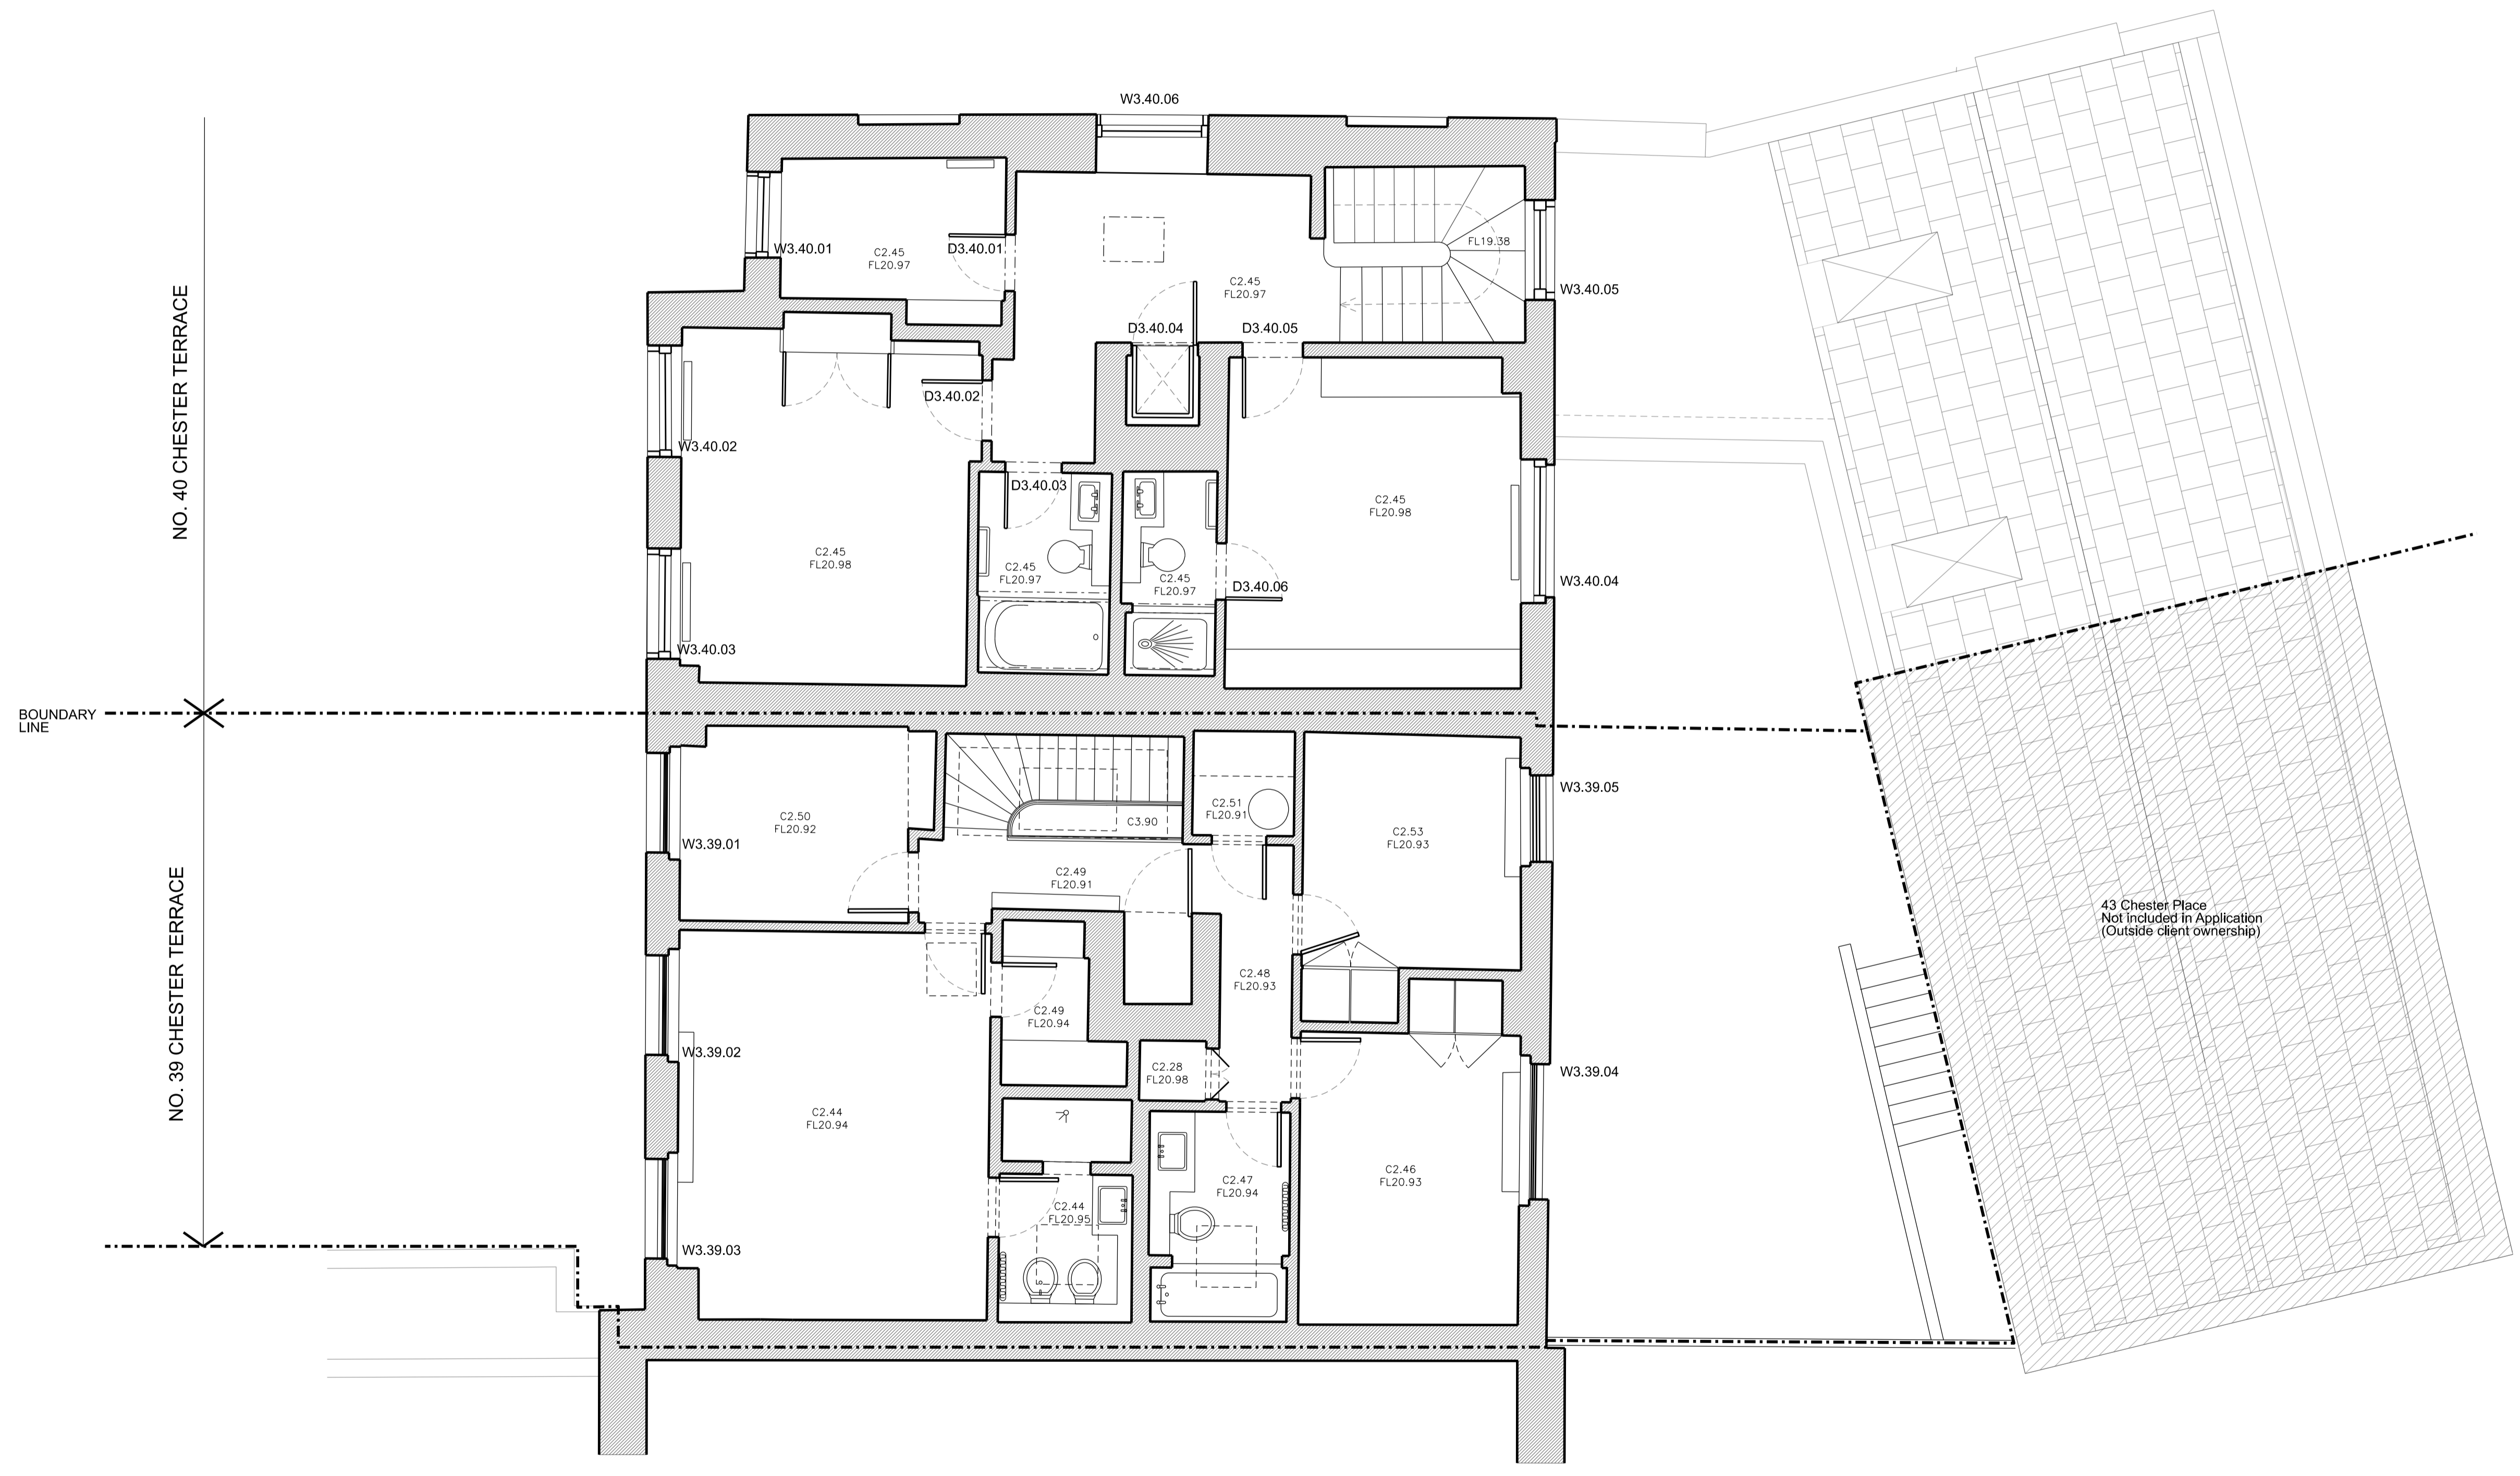 W3.40.06
W3.40.01
C2.45
FL20.97
D3.40.01
FL19.38
C2.45
FL20.97
W3.40.05
D3.40.04
D3.40.05
NO. 40 CHESTER TERRACE
D3.40.02
W3.40.02
D3.40.03
C2.45
FL20.98
C2.45
FL20.98
C2.45
FL20.97
C2.45
FL20.97
D3.40.06
W3.40.04
W3.40.03
BOUNDARY
LINE
W3.39.05
C2.50
FL20.92
C2.51
FL20.91
C3.90
C2.53
FL20.93
W3.39.01
C2.49
FL20.91
43 Chester Place
Not included in Application
(Outside client ownership)
NO. 39 CHESTER TERRACE
C2.48
FL20.93
C2.49
FL20.94
W3.39.02
C2.28
FL20.98
W3.39.04
C2.44
FL20.94
C2.46
FL20.93
C2.47
FL20.94
C2.44
FL20.95
W3.39.03